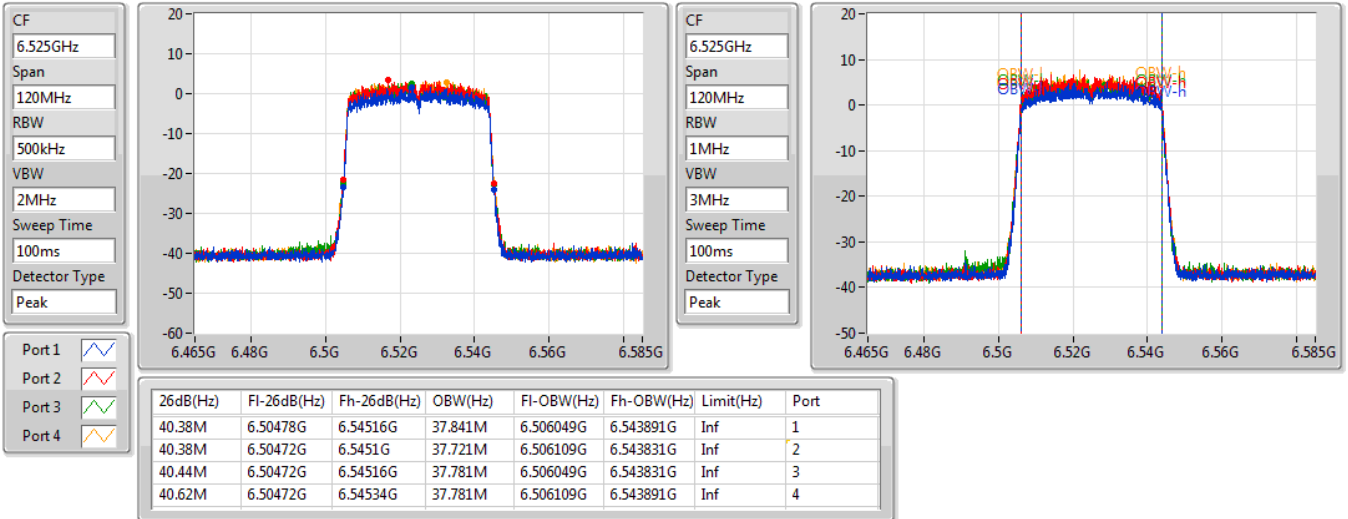 CF
6.525GHz
Span
120MHz
RBW
500kHz
VBW
2MHz
Sweep Time
100ms
Detector Type
Peak
20
10
0
-10
-20
-30
-40
-50
-60
6.465G 6.48G 6.5G 6.52G 6.54G 6.56G 6.585G
CF
6.525GHz
Span
120MHz
RBW
1MHz
VBW
3MHz
Sweep Time
100ms
Detector Type
Peak
20
10
0
-10
-20
-30
-40
-50
OBW-h
6.465G 6.48G 6.5G 6.52G 6.54G 6.56G 6.585G
Port 1
Port 2
Port 3
Port 4
26dB(Hz) Fl-26dB(Hz) Fh-26dB(Hz) OBW(Hz) Fl-OBW(Hz) Fh-OBW(Hz) Limit(Hz) Port
40.38M 6.50478G 6.54516G 37.841M 6.506049G 6.543891G Inf 1
40.38M 6.50472G 6.5451G 37.721M 6.506109G 6.543831G Inf 2
40.44M 6.50472G 6.54516G 37.781M 6.506049G 6.543831G Inf 3
40.62M 6.50472G 6.54534G 37.781M 6.506109G 6.543891G Inf 4